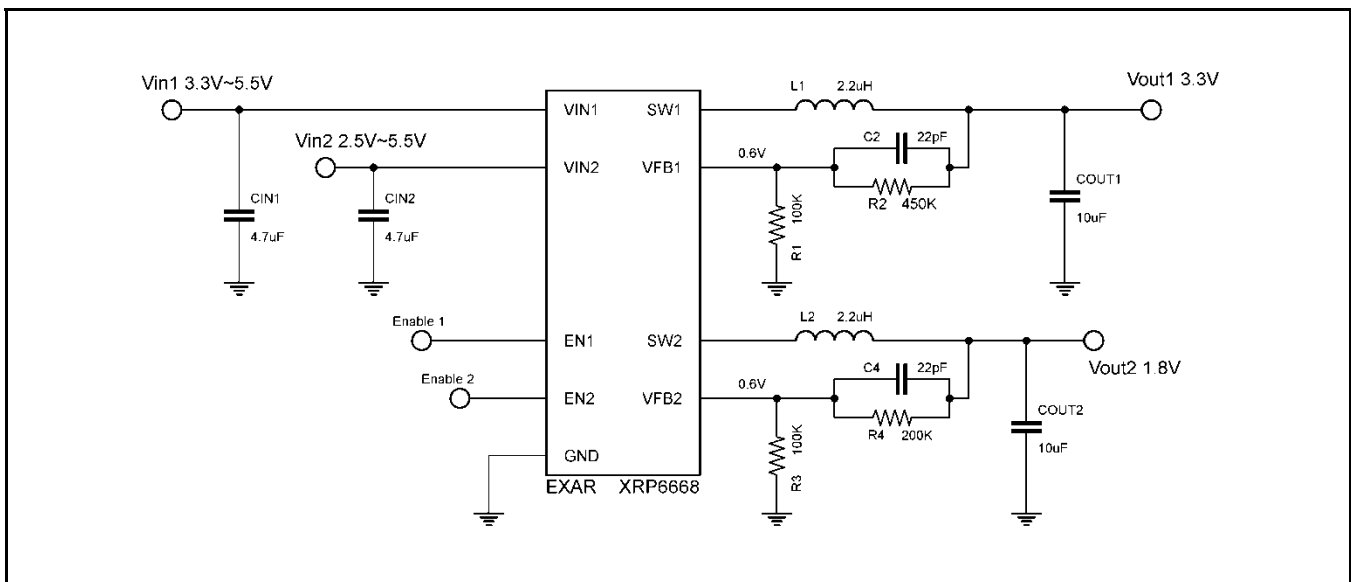 Vin1 3.3V~5.5V
Vin2 2.5V~5.5V
CIN1
4.7uF
CIN2
4.7uF
Enable 1
Enable 2
VIN1
SW1
VIN2
VFB1
EN1
SW2
EN2
VFB2
GND
EXAR XRP6668
L1 2.2uH
Vout1 3.3V
0.6V
C2 22pF
R2 450K
100K
R1
COUT1
10uF
L2 2.2uH
Vout2 1.8V
0.6V
C4 22pF
R4 200K
100K
R3
COUT2
10uF